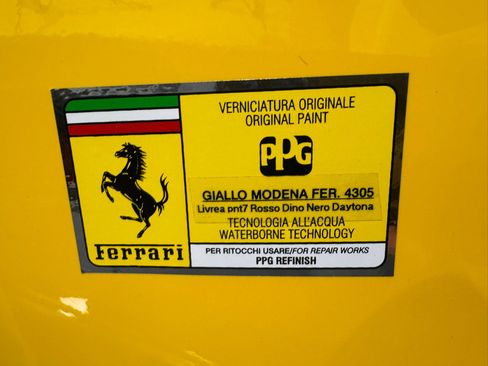 Ferrari
VERNICIATURA ORIGINALE
ORIGINAL PAINT
PPG
GIALLO MODENA FER. 4305
Livrea pnt7 Rosso Dino Nero Daytona
TECNOLOGIA ALL'ACQUA
WATERBORNE TECHNOLOGY
PER RITOCCHI USARE/FOR REPAIR WORKS
PPG REFINISH